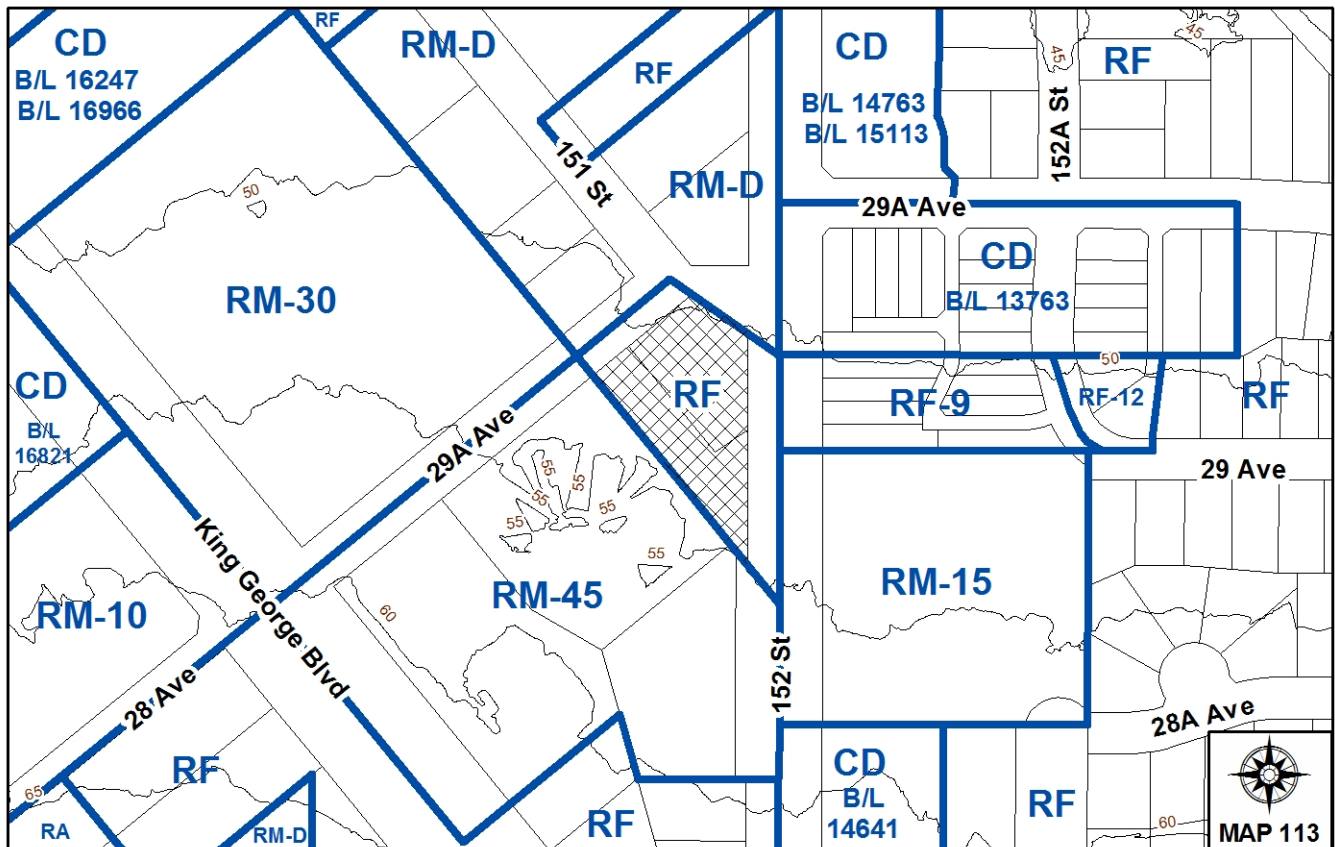 CD
B/L 16247
B/L 16966
RF
RM-D
RF
151 St
RM-D
CD
B/L 14763
B/L 15113
45
45
RF
152A St
29A Ave
50
RM-30
CD
B/L 13763
50
CD
B/L
16821
RF
RF-9
RF-12
RF
29A Ave
29 Ave
55
55
55
55
55
55
King George Blvd
RM-45
RM-15
60
RM-10
152 St
28 Ave
28A Ave
RF
65
RA
RM-D
RF
CD
B/L
14641
RF
60
MAP 113